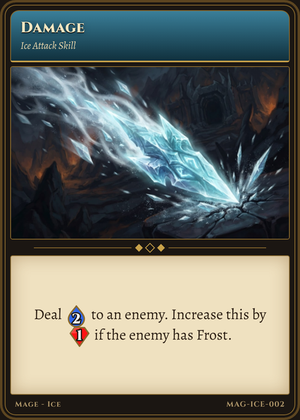 Damage
Ice Attack Skill
Deal 2 to an enemy. Increase this by
1 if the enemy has Frost.
Mage - Ice
MAG-ICE-002